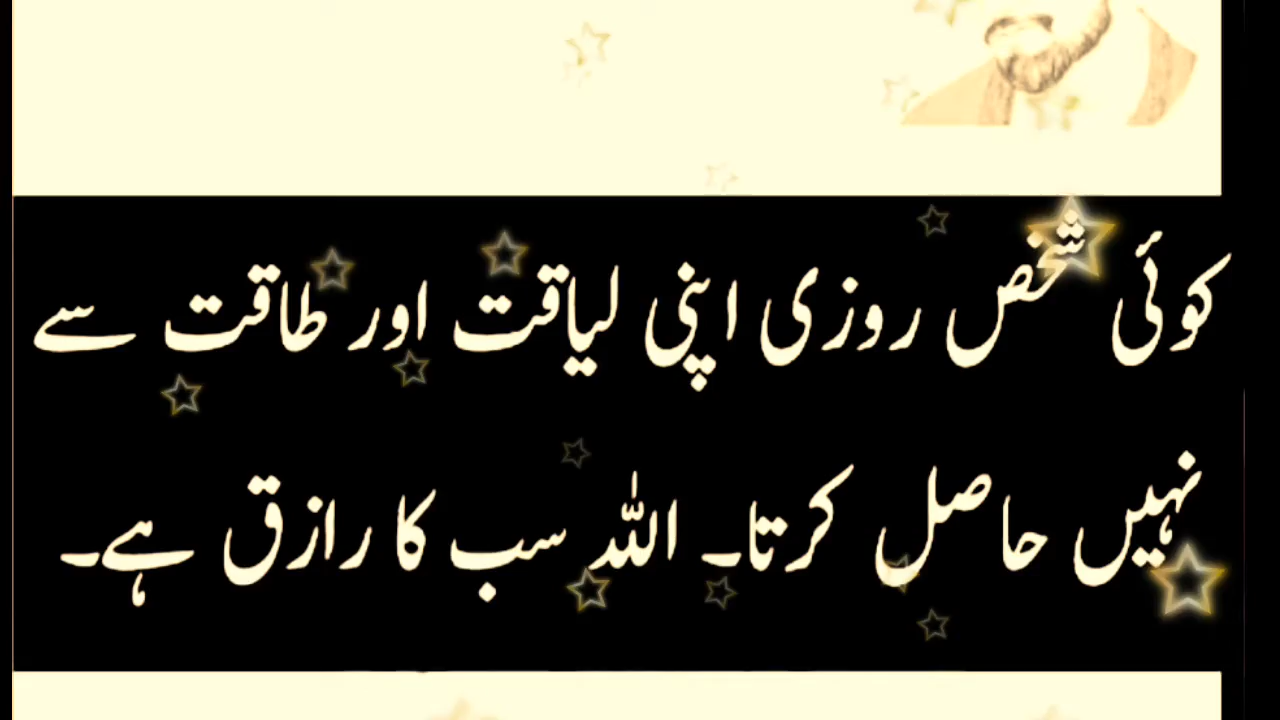 کوئی شخص روزی اپنی لیاقت اور طاقت سے
نہیں حاصل کرتا۔ اللہ سب کا رازق ہے۔